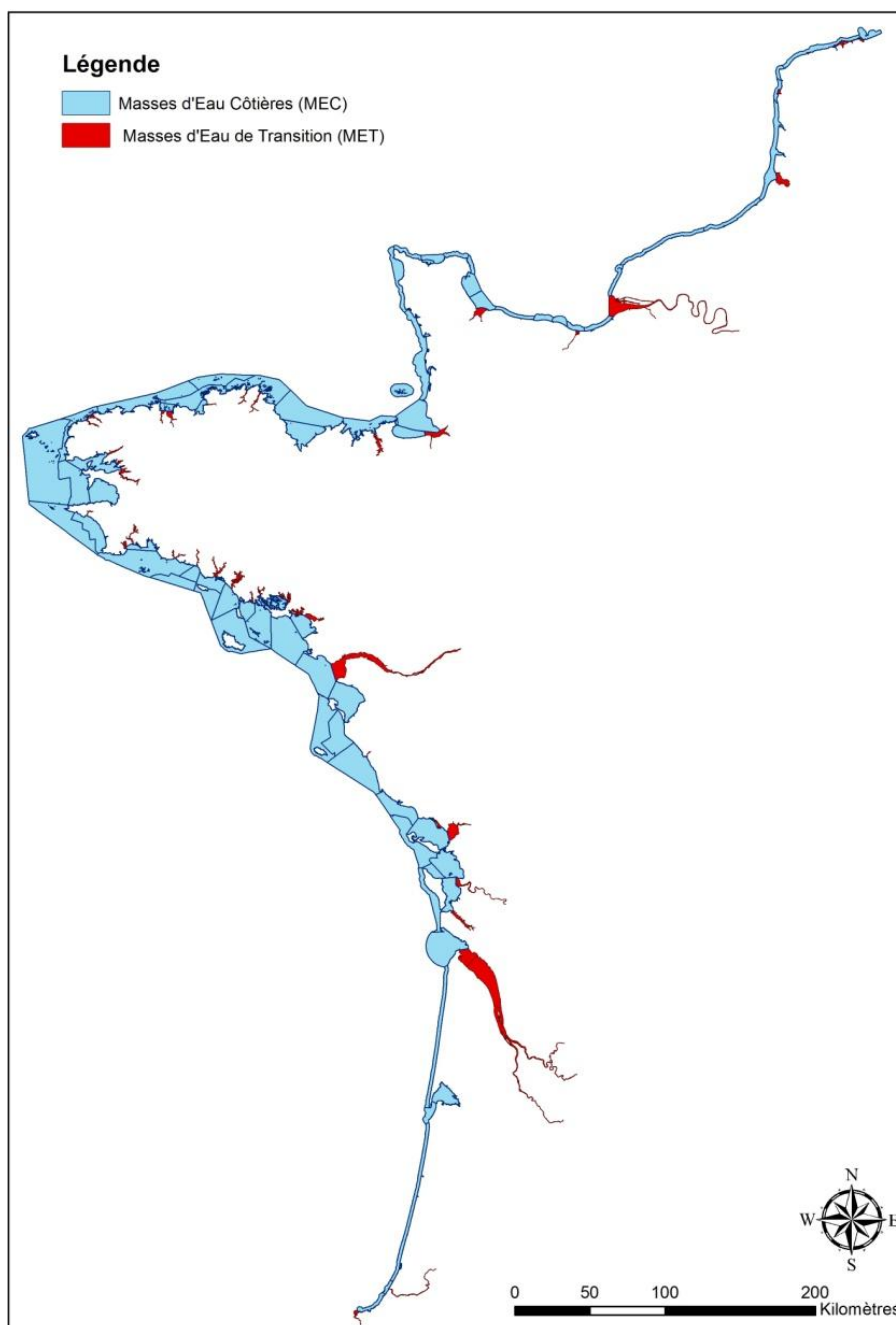 Légende
Masses d'Eau Côtières (MEC)
Masses d'Eau de Transition (MET)
N
W E
S
0 50 100 200
Kilomètres